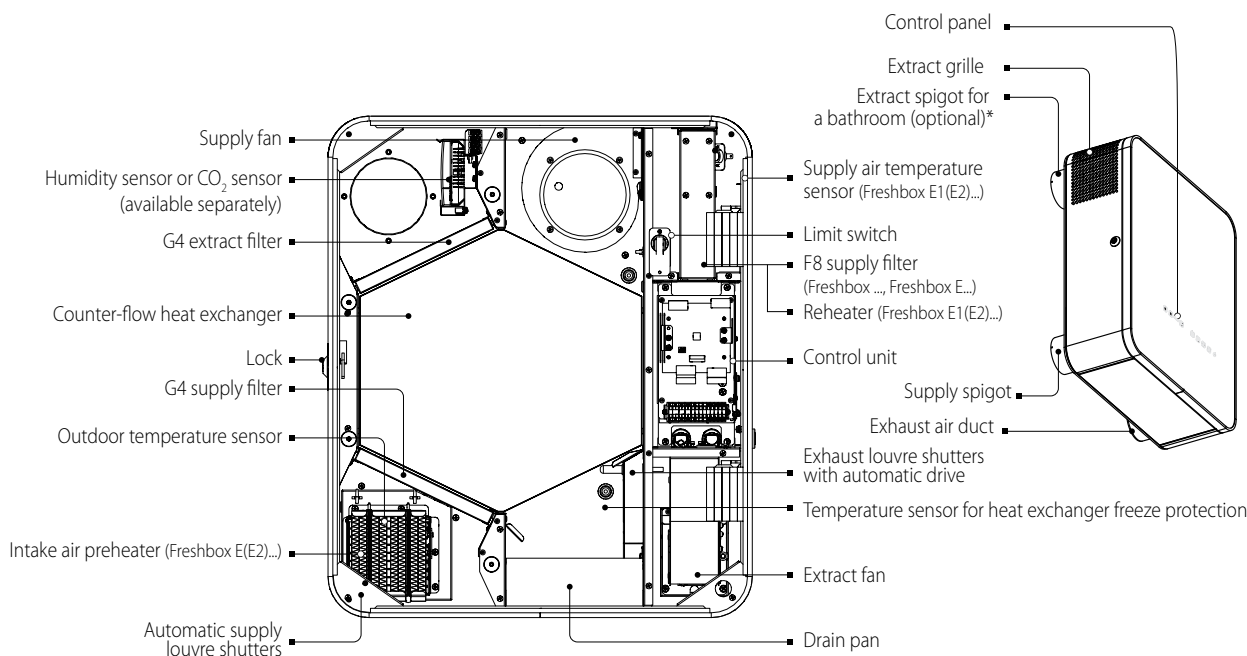 Supply fan
Humidity sensor or CO2 sensor
(available separately)
G4 extract filter
Counter-flow heat exchanger
Lock
G4 supply filter
Outdoor temperature sensor
Intake air preheater (Freshbox E(E2)...)
Automatic supply
louvre shutters
Control panel
Extract grille
Extract spigot for
a bathroom (optional)*
Supply air temperature
sensor (Freshbox E1(E2)...)
Limit switch
F8 supply filter
(Freshbox ..., Freshbox E...)
Reheater (Freshbox E1(E2)...)
Control unit
Supply spigot
Exhaust air duct
Exhaust louvre shutters
with automatic drive
Temperature sensor for heat exchanger freeze protection
Extract fan
Drain pan